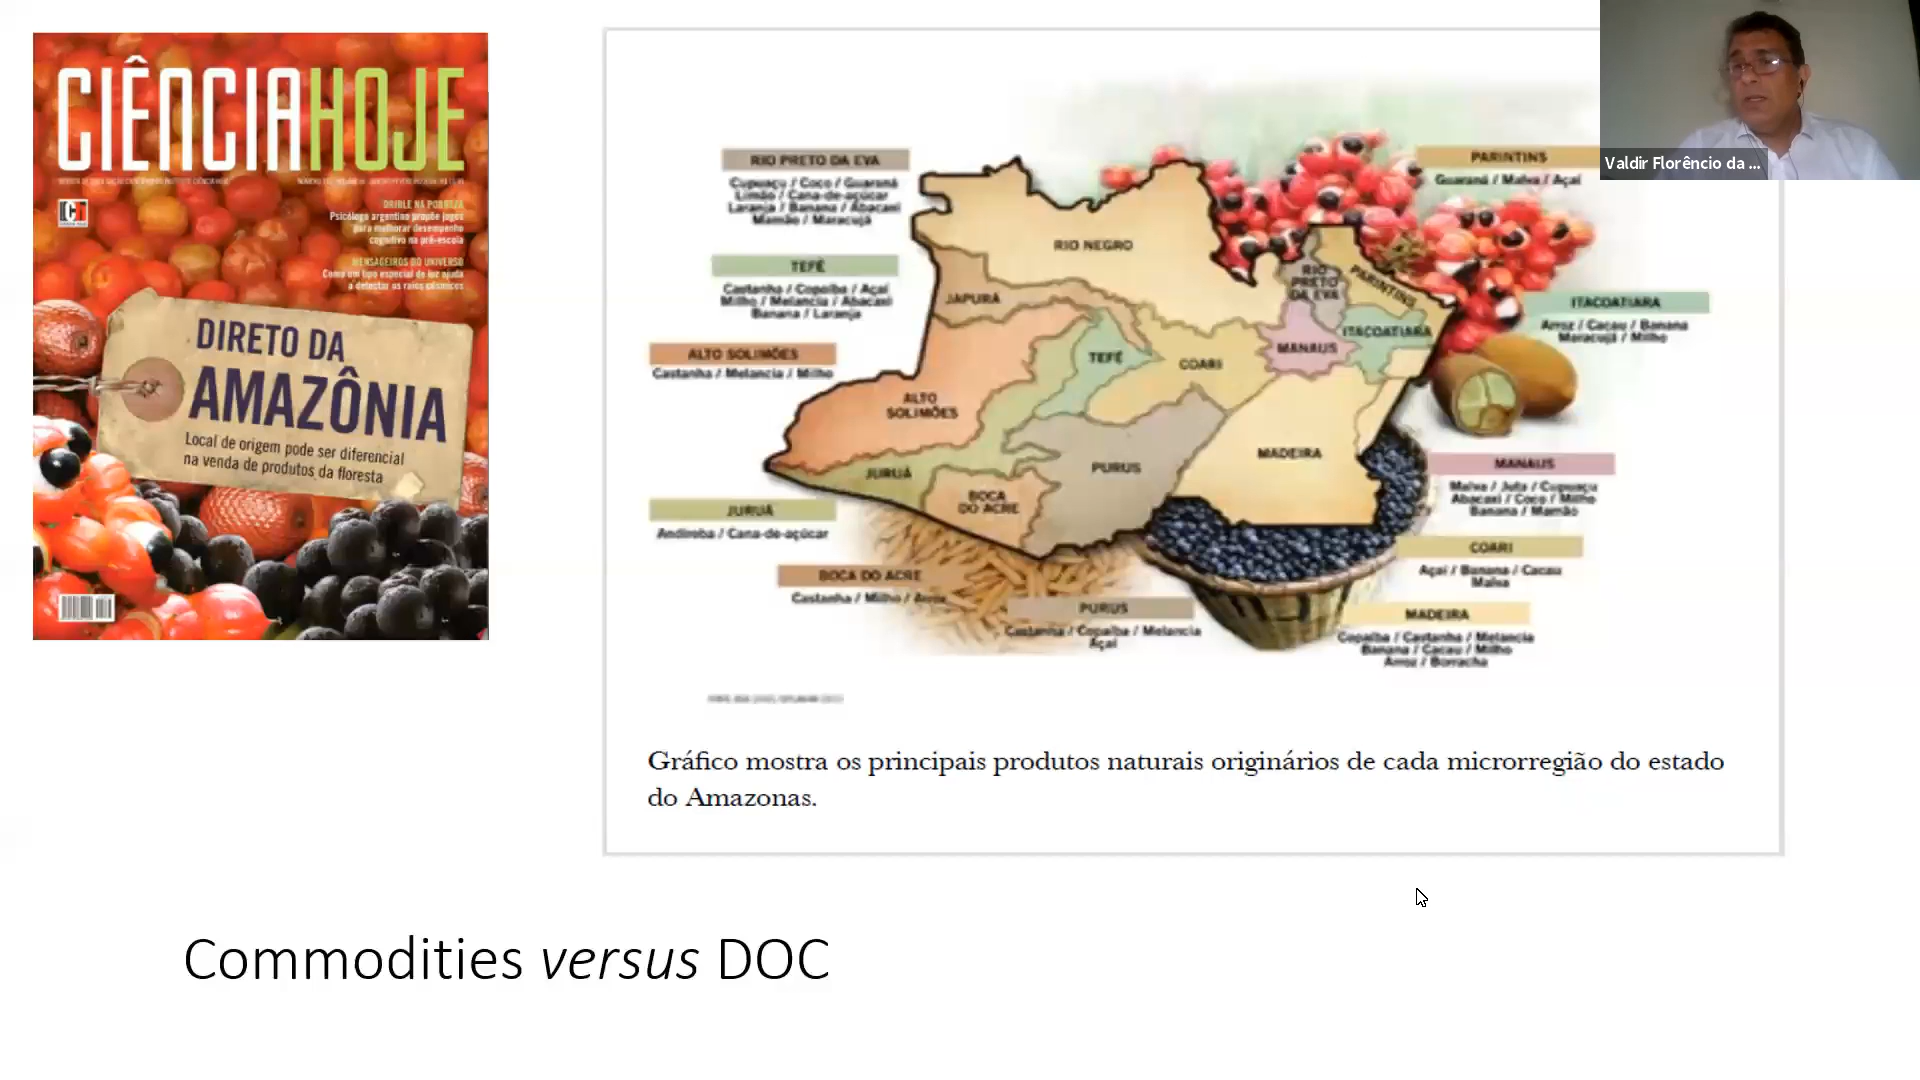 CIÊNCIAHOJE
DRIBLE NA POBREZA
Psicólogo argentino propõe jogos
para melhorar desempenho
cognitivo na pré-escola
MENSAGEIROS DO UNIVERSO
Como um tipo especial de luz ajuda
a detectar os raios cósmicos
DIRETO DA
AMAZÔNIA
Local de origem pode ser diferencial
na venda de produtos da floresta
RIO PRETO DA EVA
Cupuaçu / Coco / Guaraná
Limão / Cana-de-açúcar
Laranja / Banana / Abacaxi
Mamão / Maracujá
TEFÉ
Castanha / Copaíba / Açaí
Milho / Melancia / Abacaxi
Banana / Laranja
ALTO SOLIMÕES
Castanha / Melancia / Milho
JURUÁ
Andiroba / Cana-de-açúcar
BOCA DO ACRE
Castanha / Milho / Arroz
PURUS
Castanha / Copaíba / Melancia
Açaí
RIO NEGRO
JAPURÁ
ALTO
SOLIMÕES
TEFÉ
COARI
JURUÁ
BOCA
DO ACRE
PURUS
MADEIRA
MANAUS
RIO
PRETO
DA EVA
PARINTINS
ITACOATIARA
PARINTINS
Guaraná / Malva / Açaí
ITACOATIARA
Arroz / Cacau / Banana
Maracujá / Milho
MANAUS
Malva / Juta / Cupuaçu
Abacaxi / Coco / Milho
Banana / Mamão
COARI
Açaí / Banana / Cacau
Malva
MADEIRA
Copaíba / Castanha / Melancia
Banana / Cacau / Milho
Arroz / Borracha
Gráfico mostra os principais produtos naturais originários de cada microrregião do estado
do Amazonas.
Commodities versus DOC
Valdir Florêncio da ...